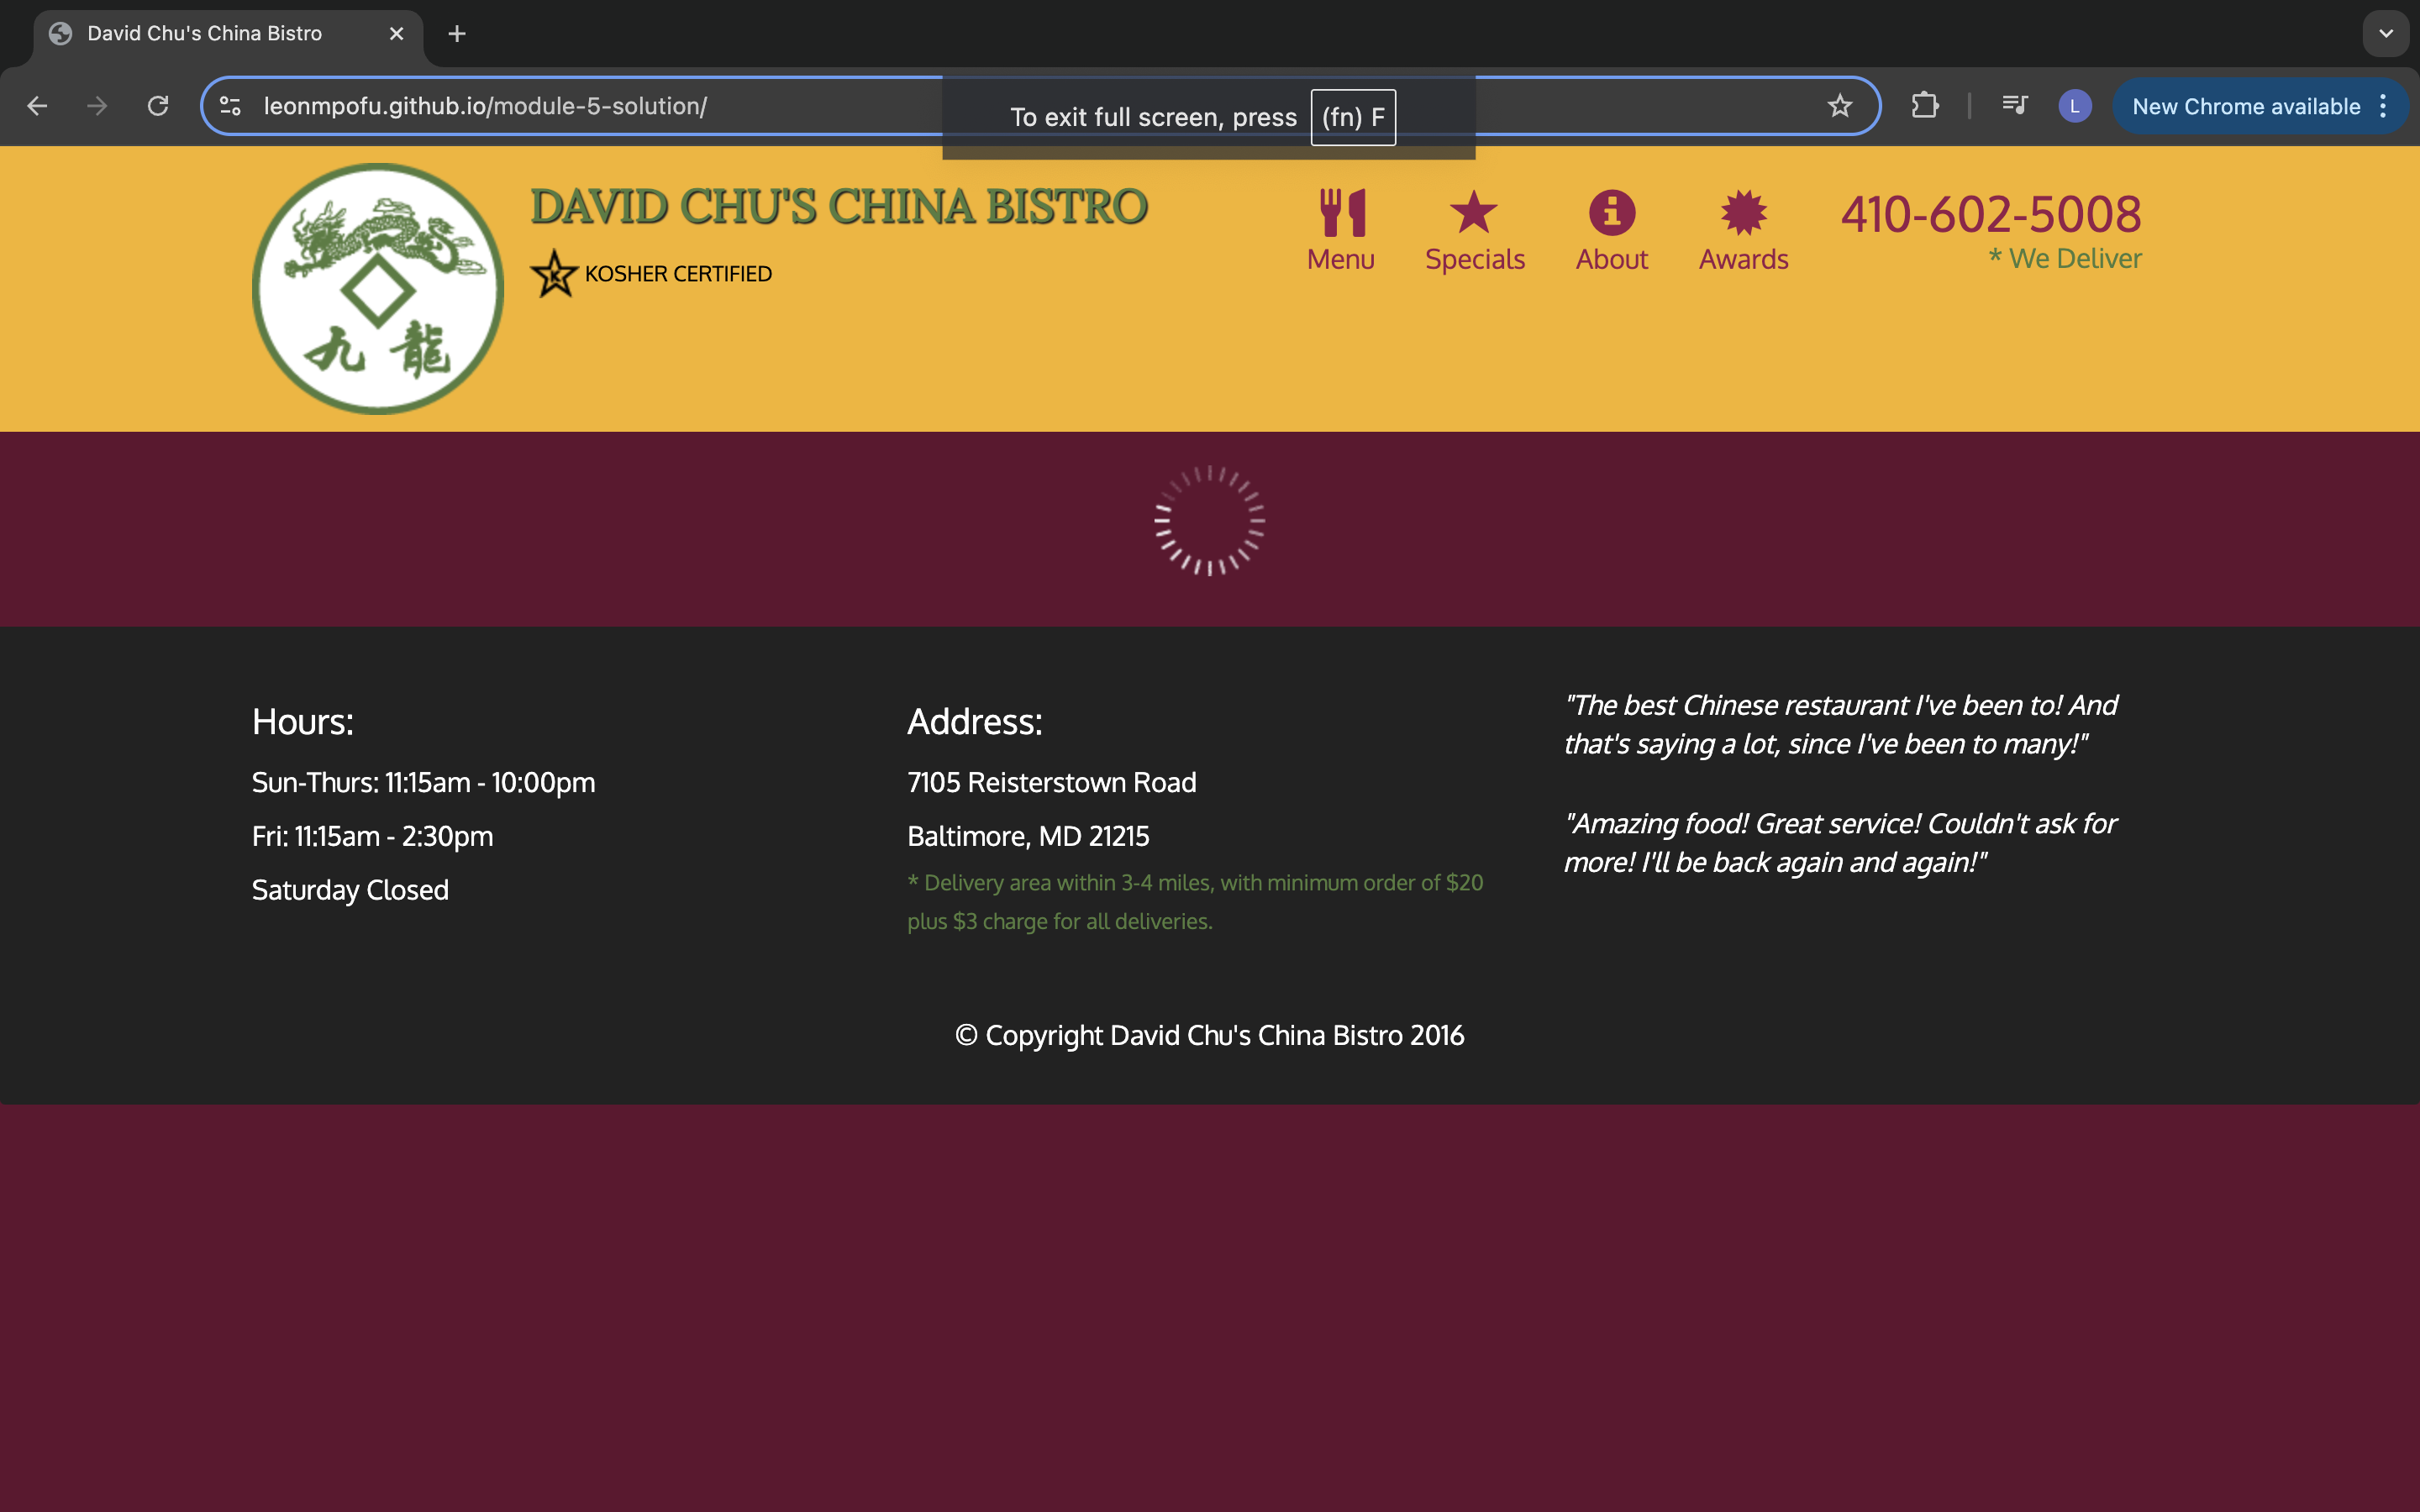 David Chu's China Bistro
leonmpofu.github.io/module-5-solution/
To exit full screen, press (fn) F
L
New Chrome available
九 龍
DAVID CHU'S CHINA BISTRO
K
KOSHER CERTIFIED
Menu
Specials
About
Awards
410-602-5008
* We Deliver
Hours:
Sun-Thurs: 11:15am - 10:00pm
Fri: 11:15am - 2:30pm
Saturday Closed
Address:
7105 Reisterstown Road
Baltimore, MD 21215
* Delivery area within 3-4 miles, with minimum order of $20
plus $3 charge for all deliveries.
"The best Chinese restaurant I've been to! And
that's saying a lot, since I've been to many!"
"Amazing food! Great service! Couldn't ask for
more! I'll be back again and again!"
© Copyright David Chu's China Bistro 2016